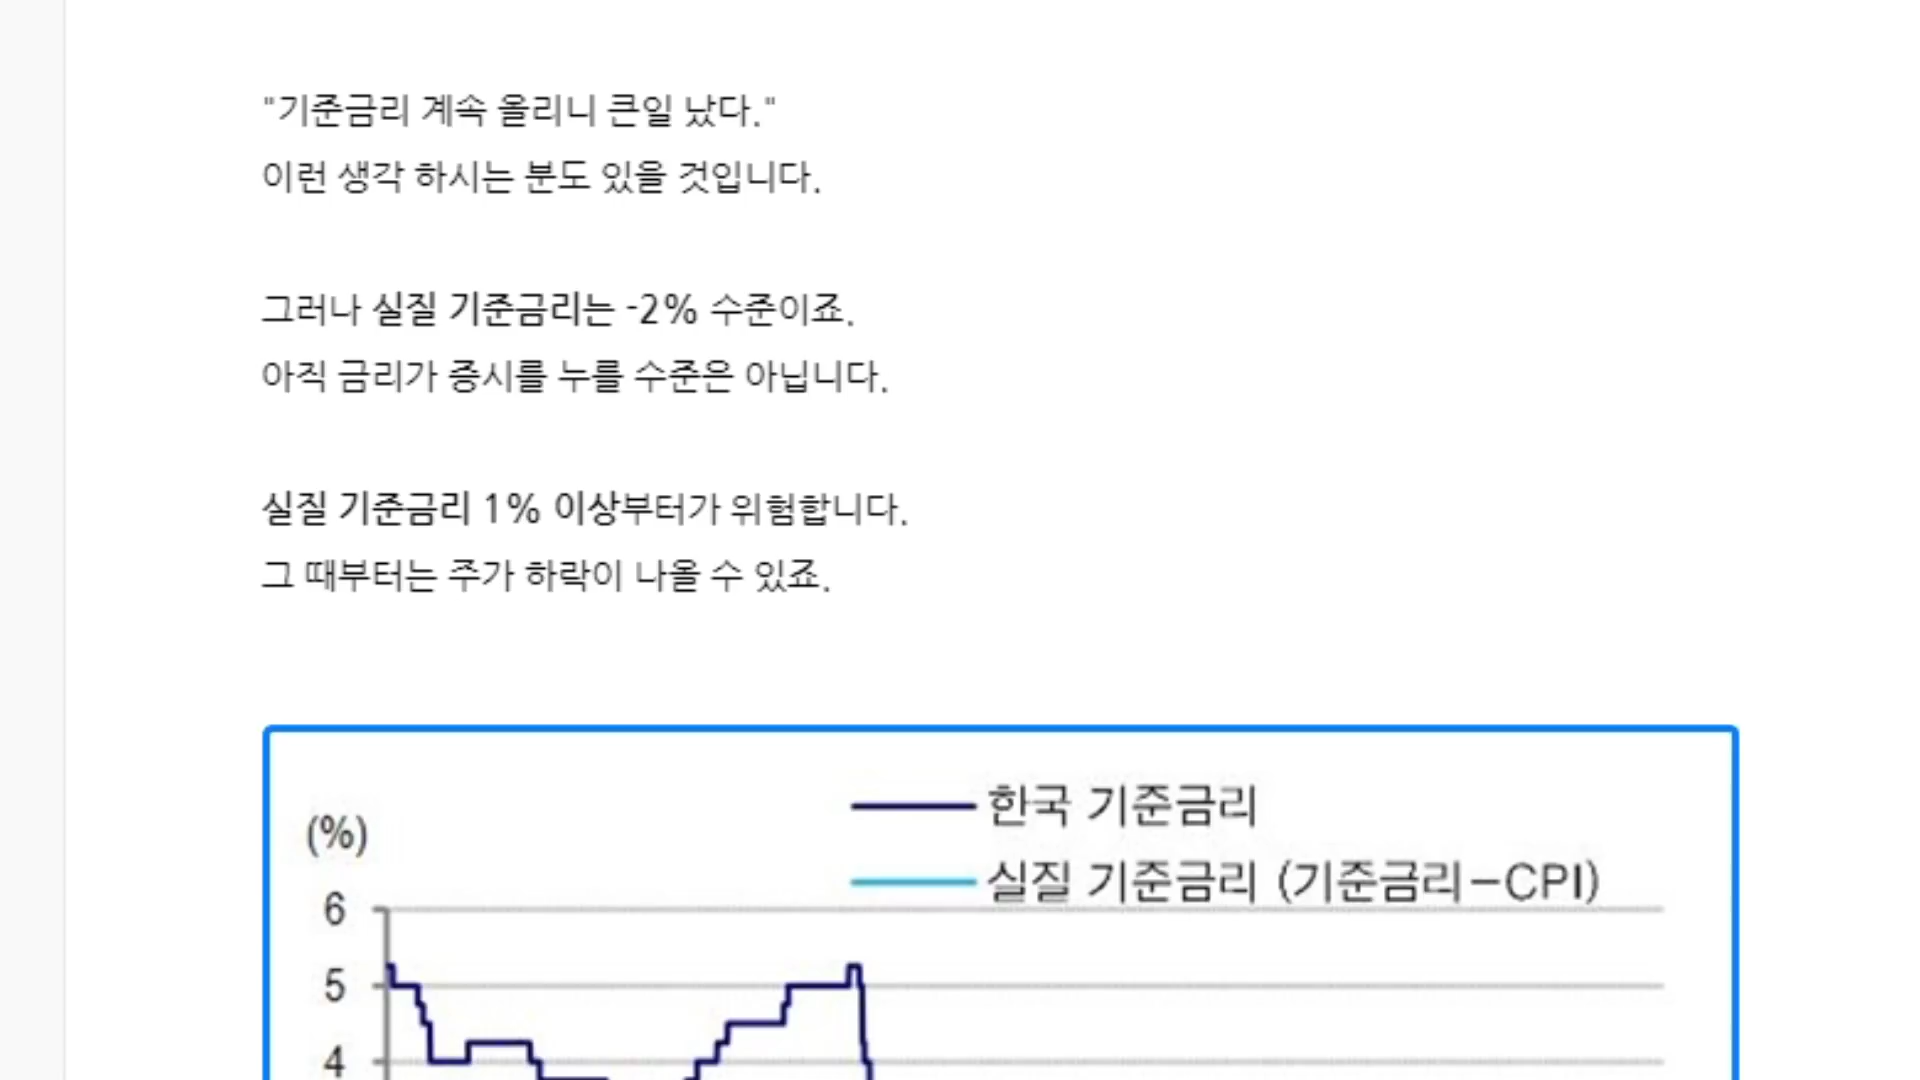 "기준금리 계속 올리니 큰일 났다."
이런 생각 하시는 분도 있을 것입니다.
그러나 실질 기준금리는 -2% 수준이죠.
아직 금리가 증시를 누를 수준은 아닙니다.
실질 기준금리 1% 이상부터가 위험합니다.
그 때부터는 주가 하락이 나올 수 있죠.
한국 기준금리
(%)
실질 기준금리 (기준금리-CPI)
6
5
4